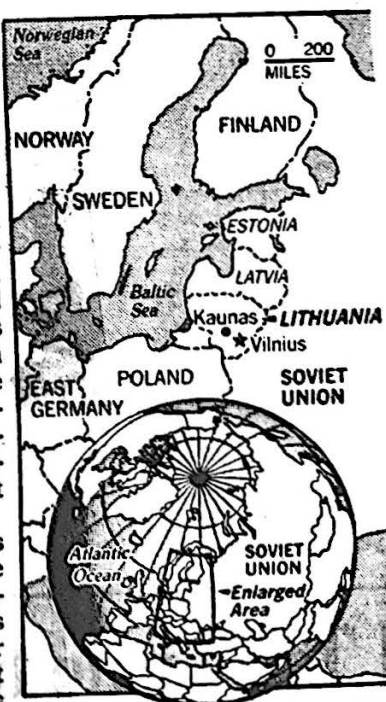 Norwegian
Sea
0 200
MILES
NORWAY
FINLAND
SWEDEN
ESTONIA
LATVIA
Baltic
Sea
Kaunas
LITHUANIA
Vilnius
POLAND
SOVIET
UNION
EAST
GERMANY
Atlantic
Ocean
SOVIET
UNION
Enlarged
Area